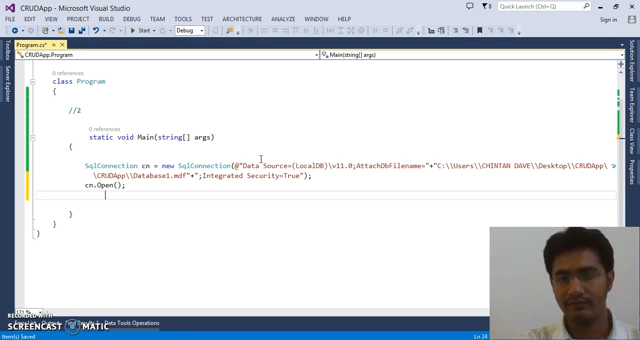 CRUDApp - Microsoft Visual Studio
Quick Launch (Ctrl+Q)
FILE EDIT VIEW PROJECT BUILD DEBUG TEAM TOOLS TEST ARCHITECTURE ANALYZE WINDOW HELP
Sign in
Start Debug
Program.cs*
CRUDApp.Program Main(string[] args)
0 references
class Program
{
//2
0 references
static void Main(string[] args)
{
SqlConnection cn = new SqlConnection(@"Data Source=(LocalDB)\v11.0;AttachDbFilename="+"C:\\Users\\CHINTAN DAVE\\Desktop\\CRUDApp\
\CRUDApp\\Database1.mdf"+";Integrated Security=True");
cn.Open();
}
}
}
Toolbox
Server Explorer
Solution Explorer
Team Explorer
Class View
Properties
RECORDED WITH
SCREENCAST MATIC
Data Tools Operations
Item(s) Saved
Ln 24